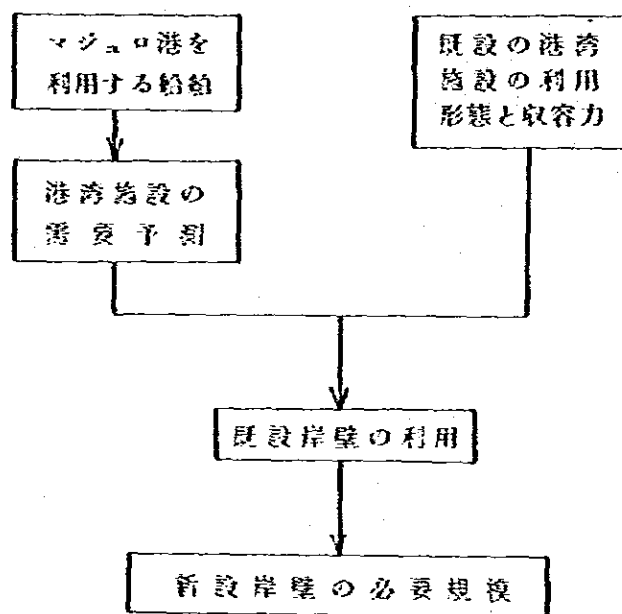 マジュロ港を
利用する船舶
既設の港湾
施設の利用
形態と収容力
港湾施設の
需要予測
既設岸壁の利用
新設岸壁の必要規模